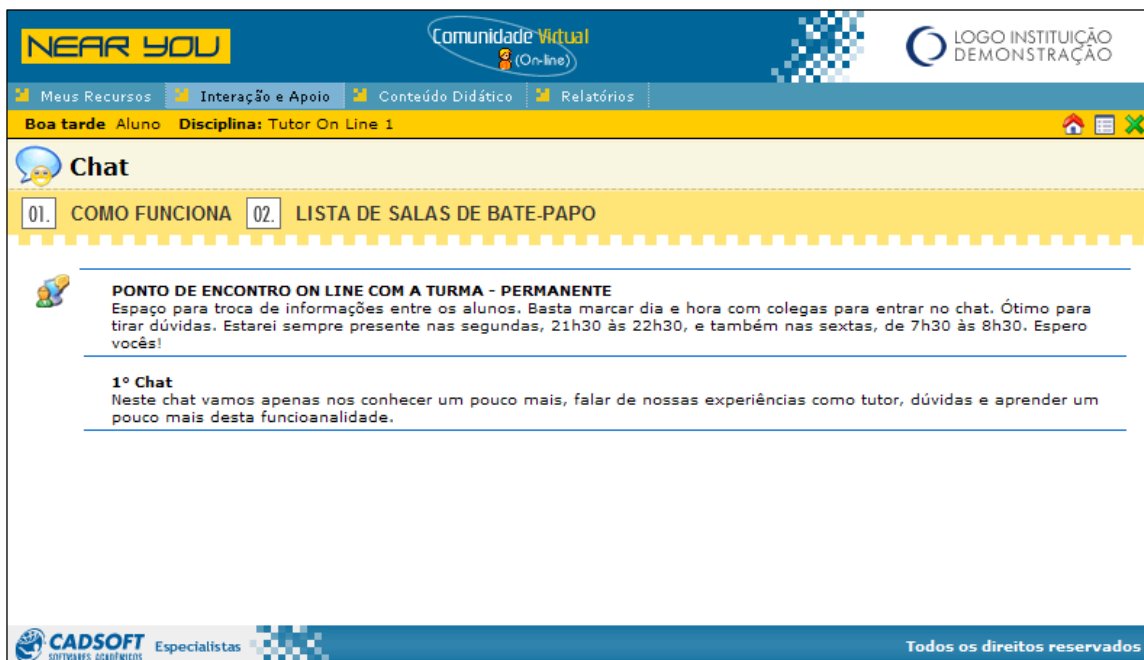 NEAR YOU
Comunidade Virtual
(On-line)
LOGO INSTITUIÇÃO
DEMONSTRAÇÃO
Meus Recursos Interação e Apoio Conteúdo Didático Relatórios
Boa tarde Aluno Disciplina: Tutor On Line 1
Chat
01. COMO FUNCIONA 02. LISTA DE SALAS DE BATE-PAPO
PONTO DE ENCONTRO ON LINE COM A TURMA - PERMANENTE
Espaço para troca de informações entre os alunos. Basta marcar dia e hora com colegas para entrar no chat. Ótimo para
tirar dúvidas. Estarei sempre presente nas segundas, 21h30 às 22h30, e também nas sextas, de 7h30 às 8h30. Espero
vocês!
1º Chat
Neste chat vamos apenas nos conhecer um pouco mais, falar de nossas experiências como tutor, dúvidas e aprender um
pouco mais desta funcioanalidade.
CADSOFT Especialistas Todos os direitos reservados
SOFTWARES ACADÊMICOS